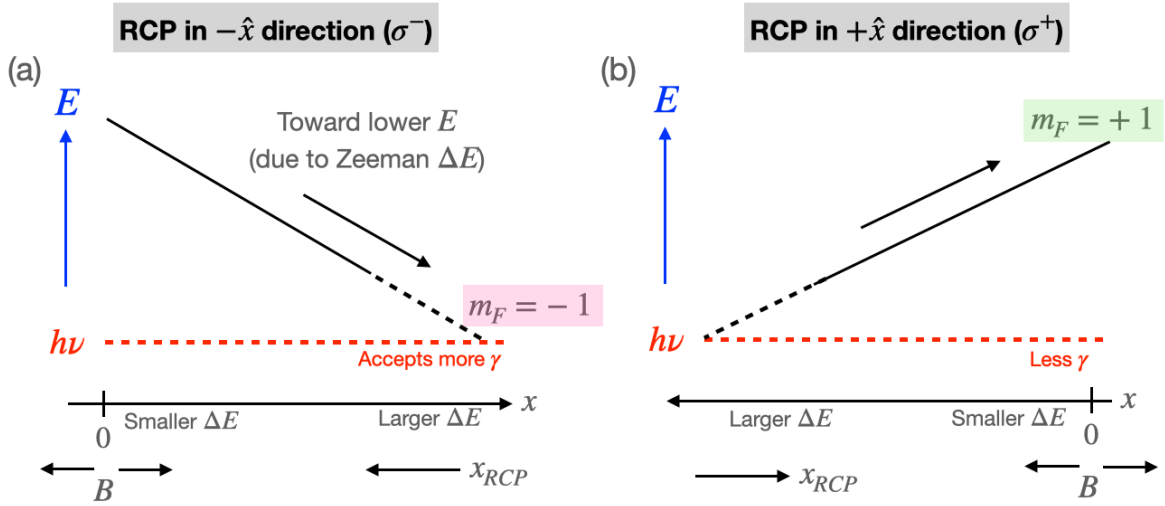 RCP in −x̂ direction (σ⁻)
(a)
E
Toward lower E
(due to Zeeman ΔE)
m_F = − 1
hν
Accepts more γ
x
Smaller ΔE
Larger ΔE
0
B
x_RCP
RCP in +x̂ direction (σ⁺)
(b)
E
m_F = + 1
hν
Less γ
x
Larger ΔE
Smaller ΔE
0
x_RCP
B